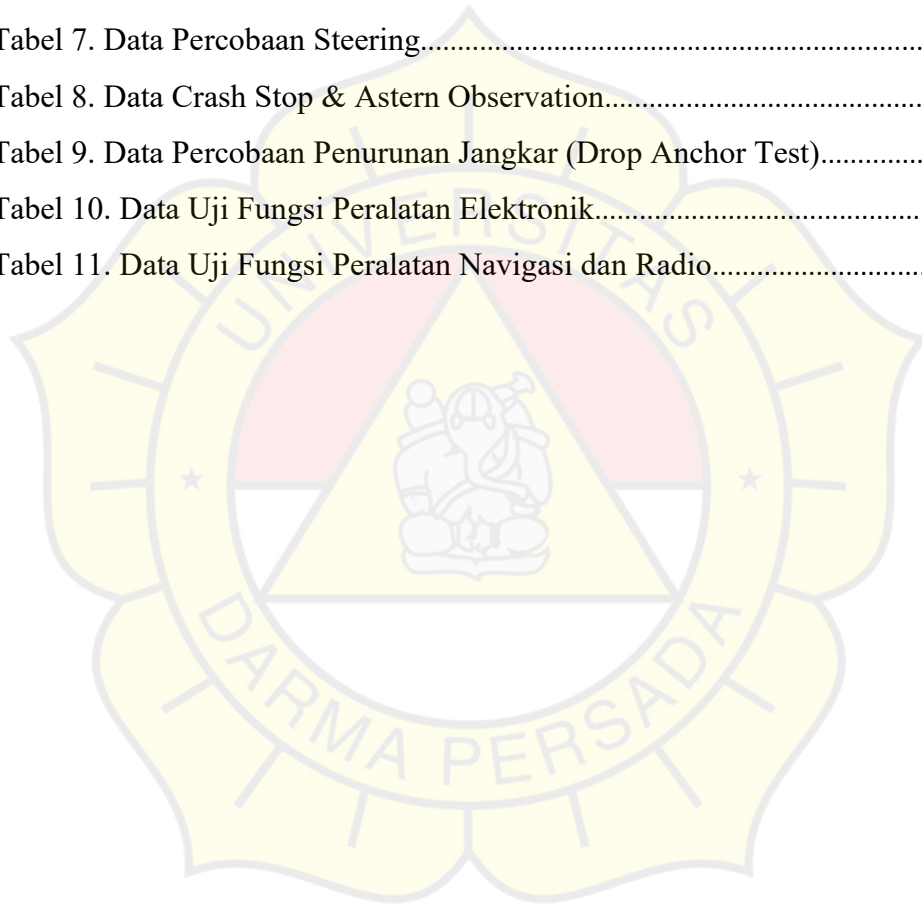 Tabel 7. Data Percobaan Steering..........................................................................
Tabel 8. Data Crash Stop & Astern Observation...............................................
Tabel 9. Data Percobaan Penurunan Jangkar (Drop Anchor Test)...............
Tabel 10. Data Uji Fungsi Peralatan Elektronik.................................................
Tabel 11. Data Uji Fungsi Peralatan Navigasi dan Radio................................
UNIVERSITAS
DARMA PERSADA